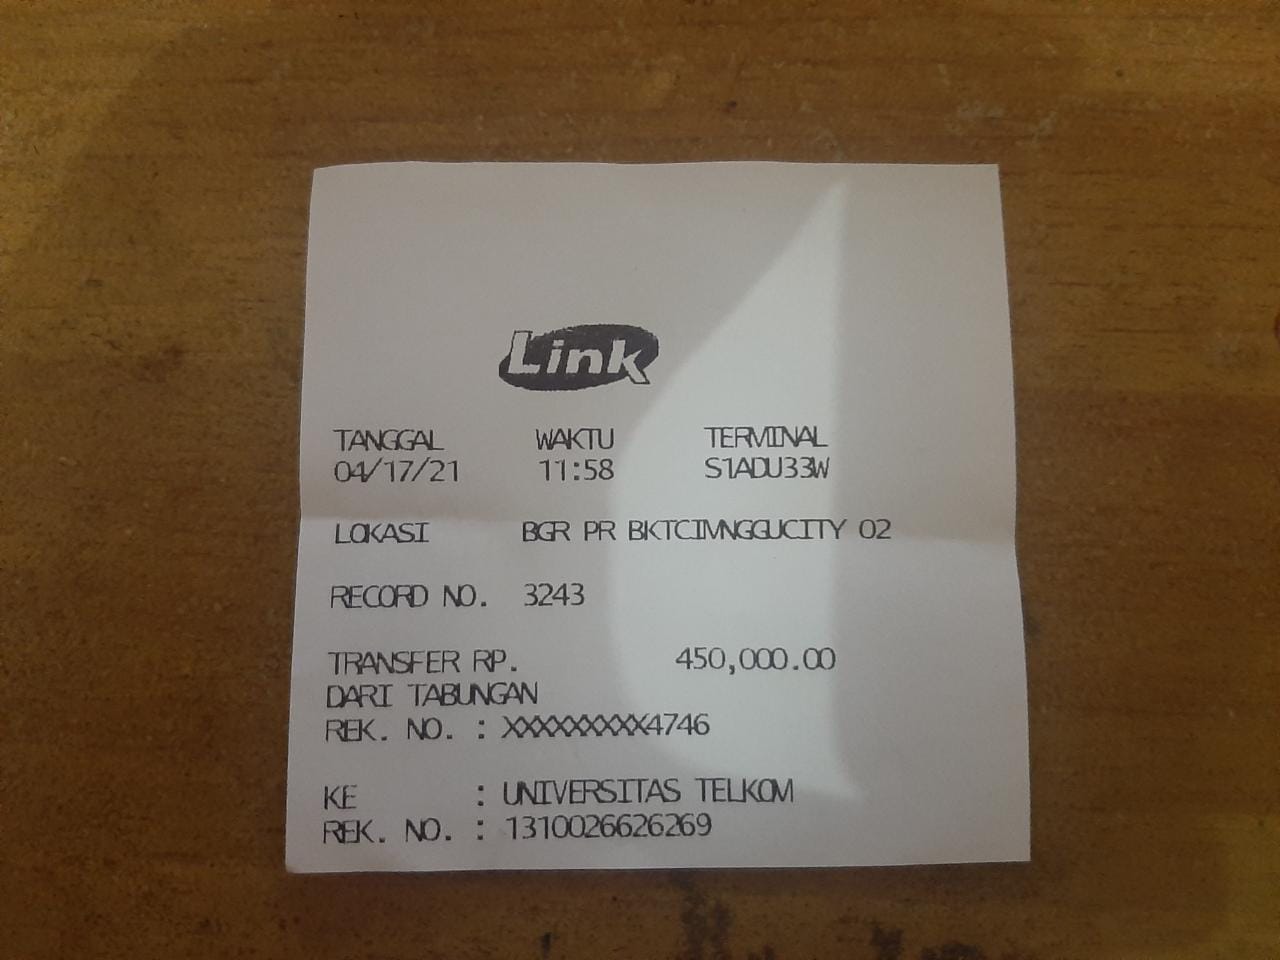 Link
TANGGAL WAKTU TERMINAL
04/17/21 11:58 S1ADU33W
LOKASI BGR PR BKTCIMNGGUCITY 02
RECORD NO. 3243
TRANSFER RP. 450,000.00
DARI TABUNGAN
REK. NO. : XXXXXXXXX4746
KE : UNIVERSITAS TELKOM
REK. NO. : 1310026626269